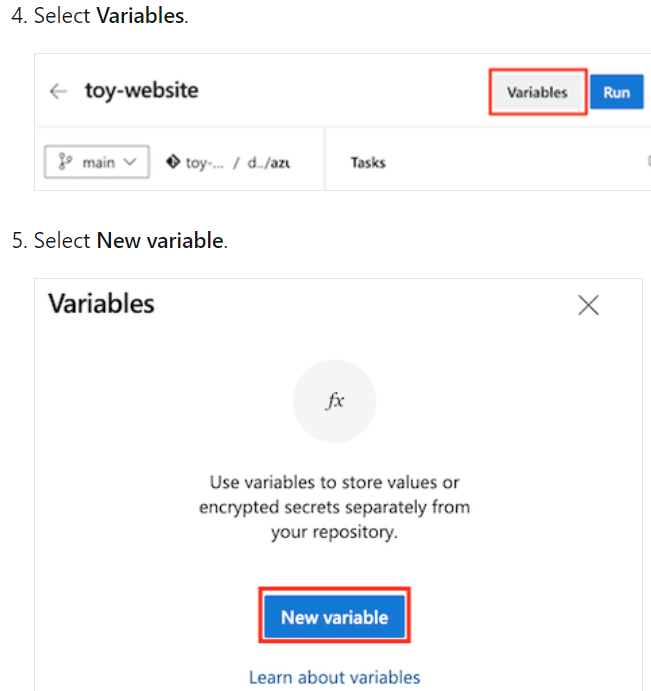 4. Select Variables.
toy-website
Variables
Run
main
toy-... / d../azu
Tasks
5. Select New variable.
Variables
fx
Use variables to store values or
encrypted secrets separately from
your repository.
New variable
Learn about variables